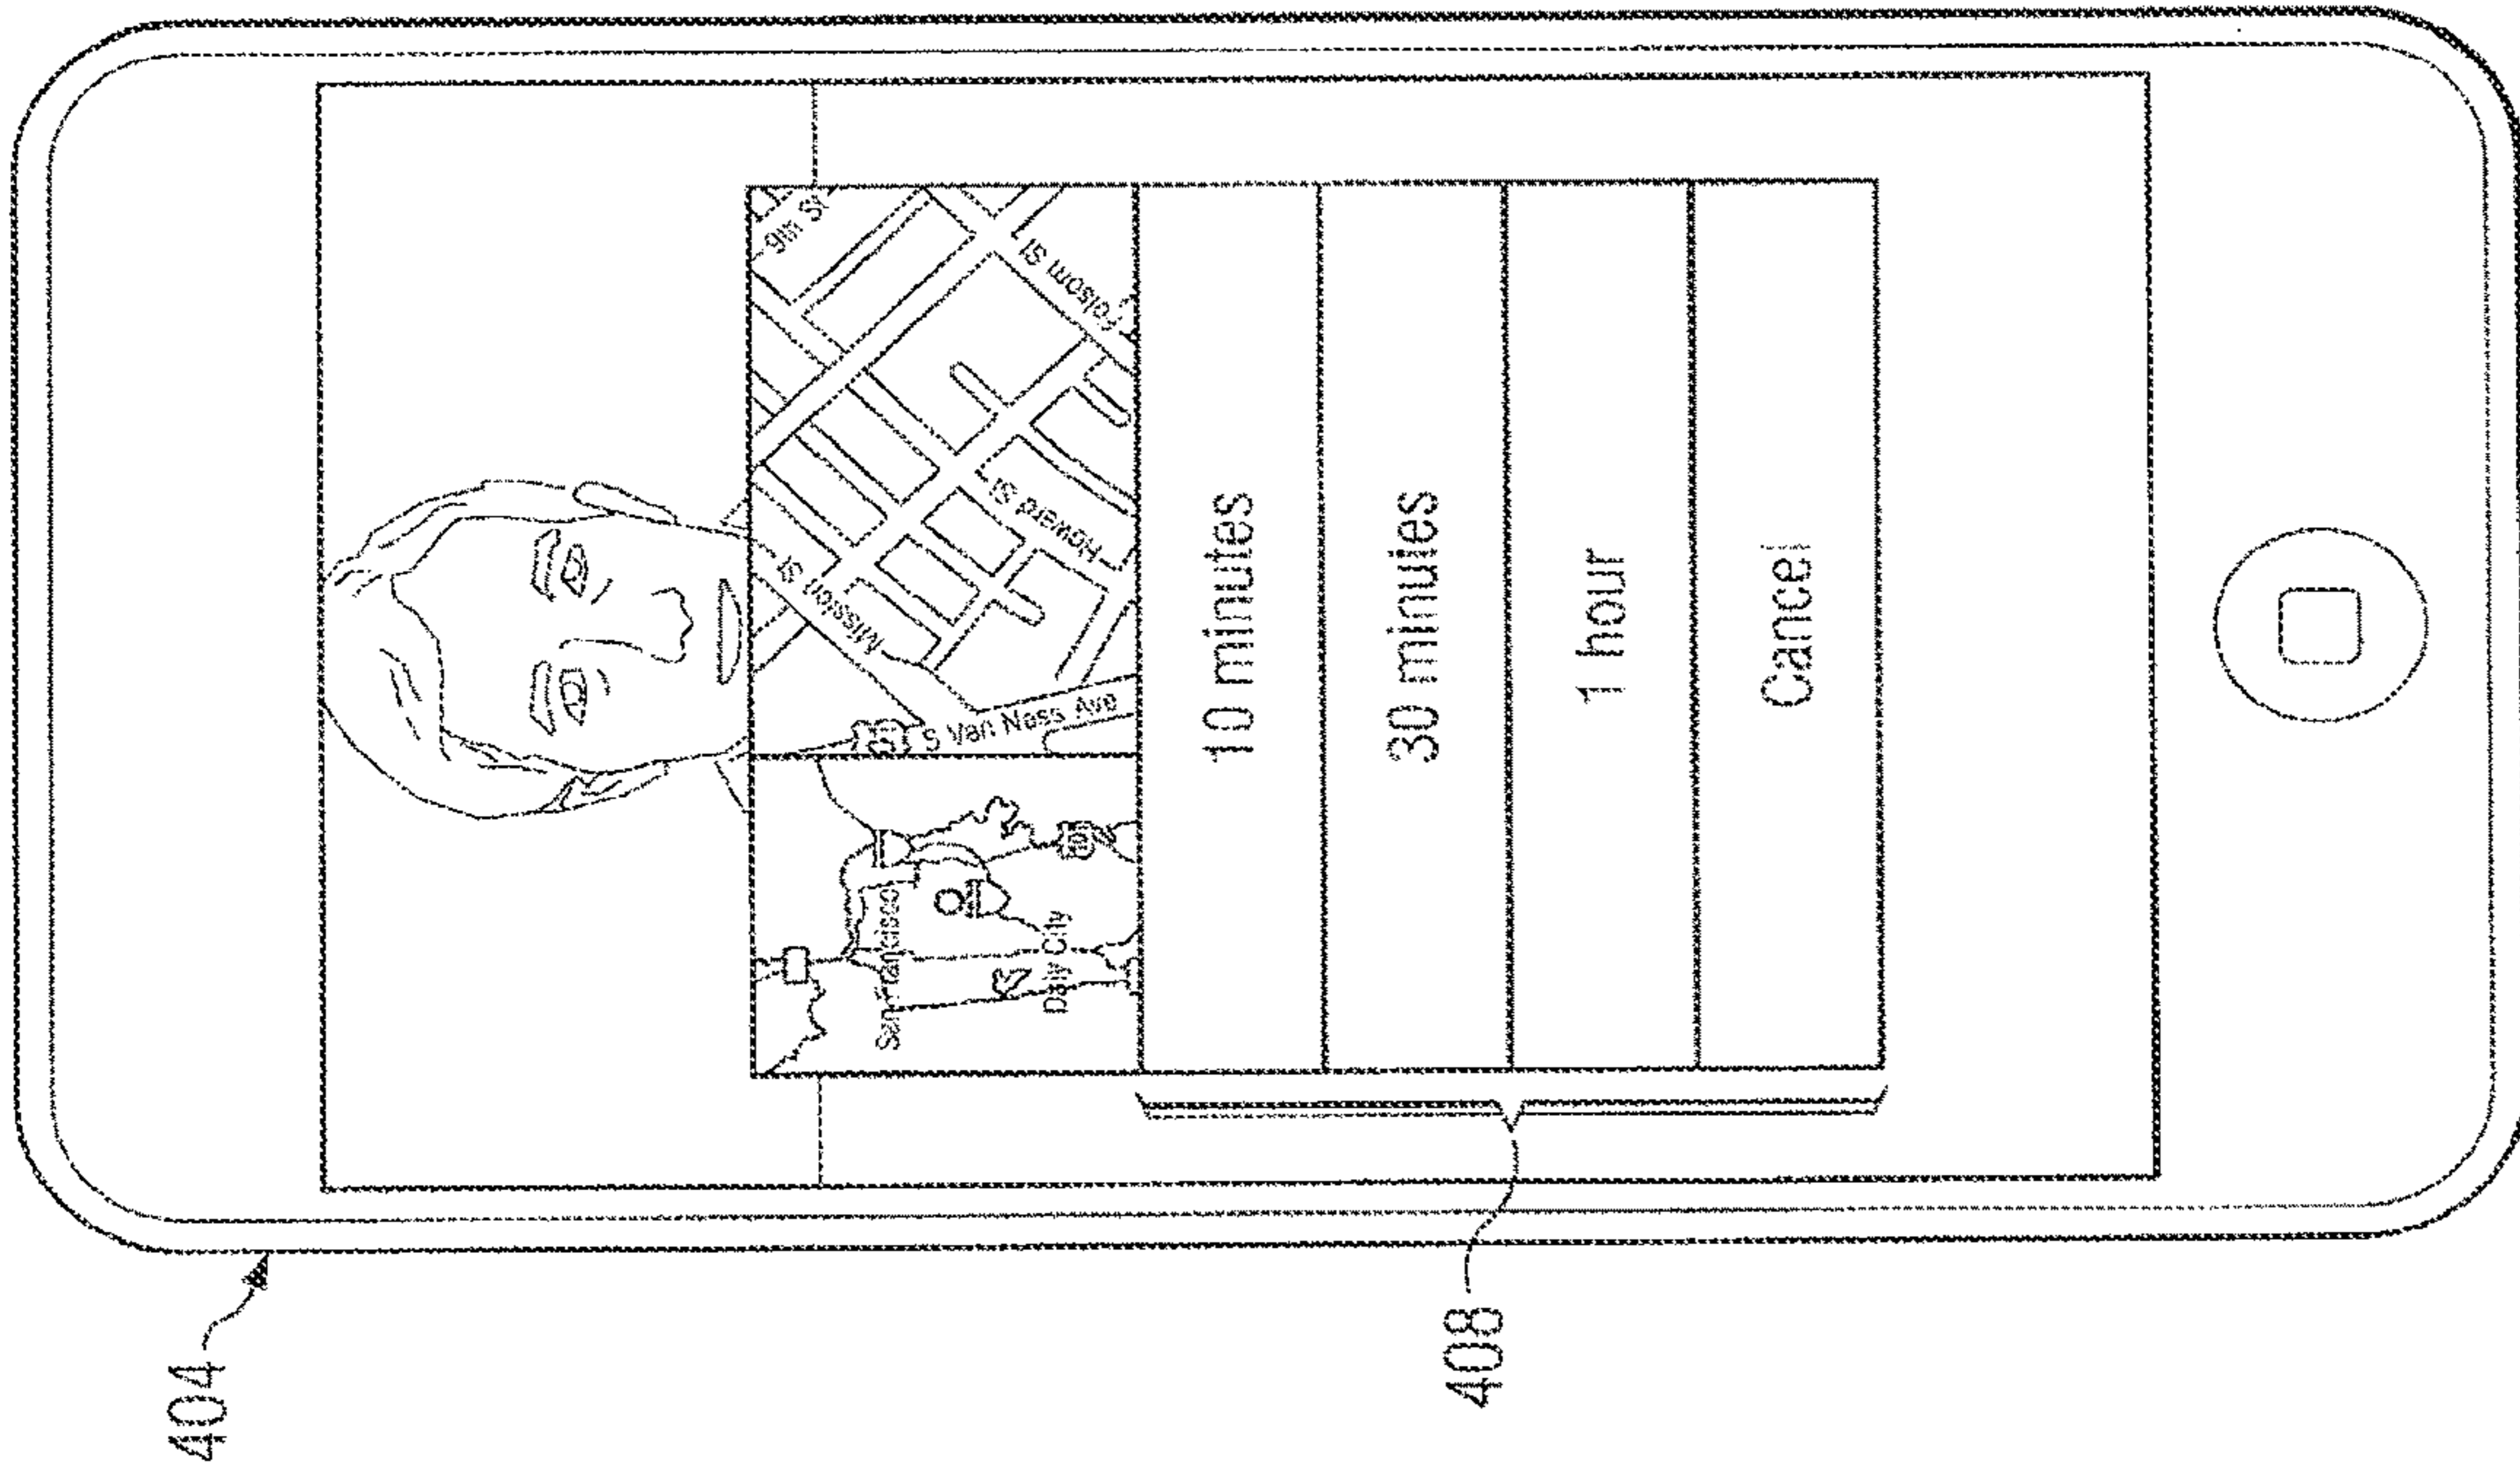 404
9th St
Mission St
San Francisco
Howard St
Folsom St
S Van Ness Ave
Daly City
10 minutes
30 minutes
1 hour
408
Cancel